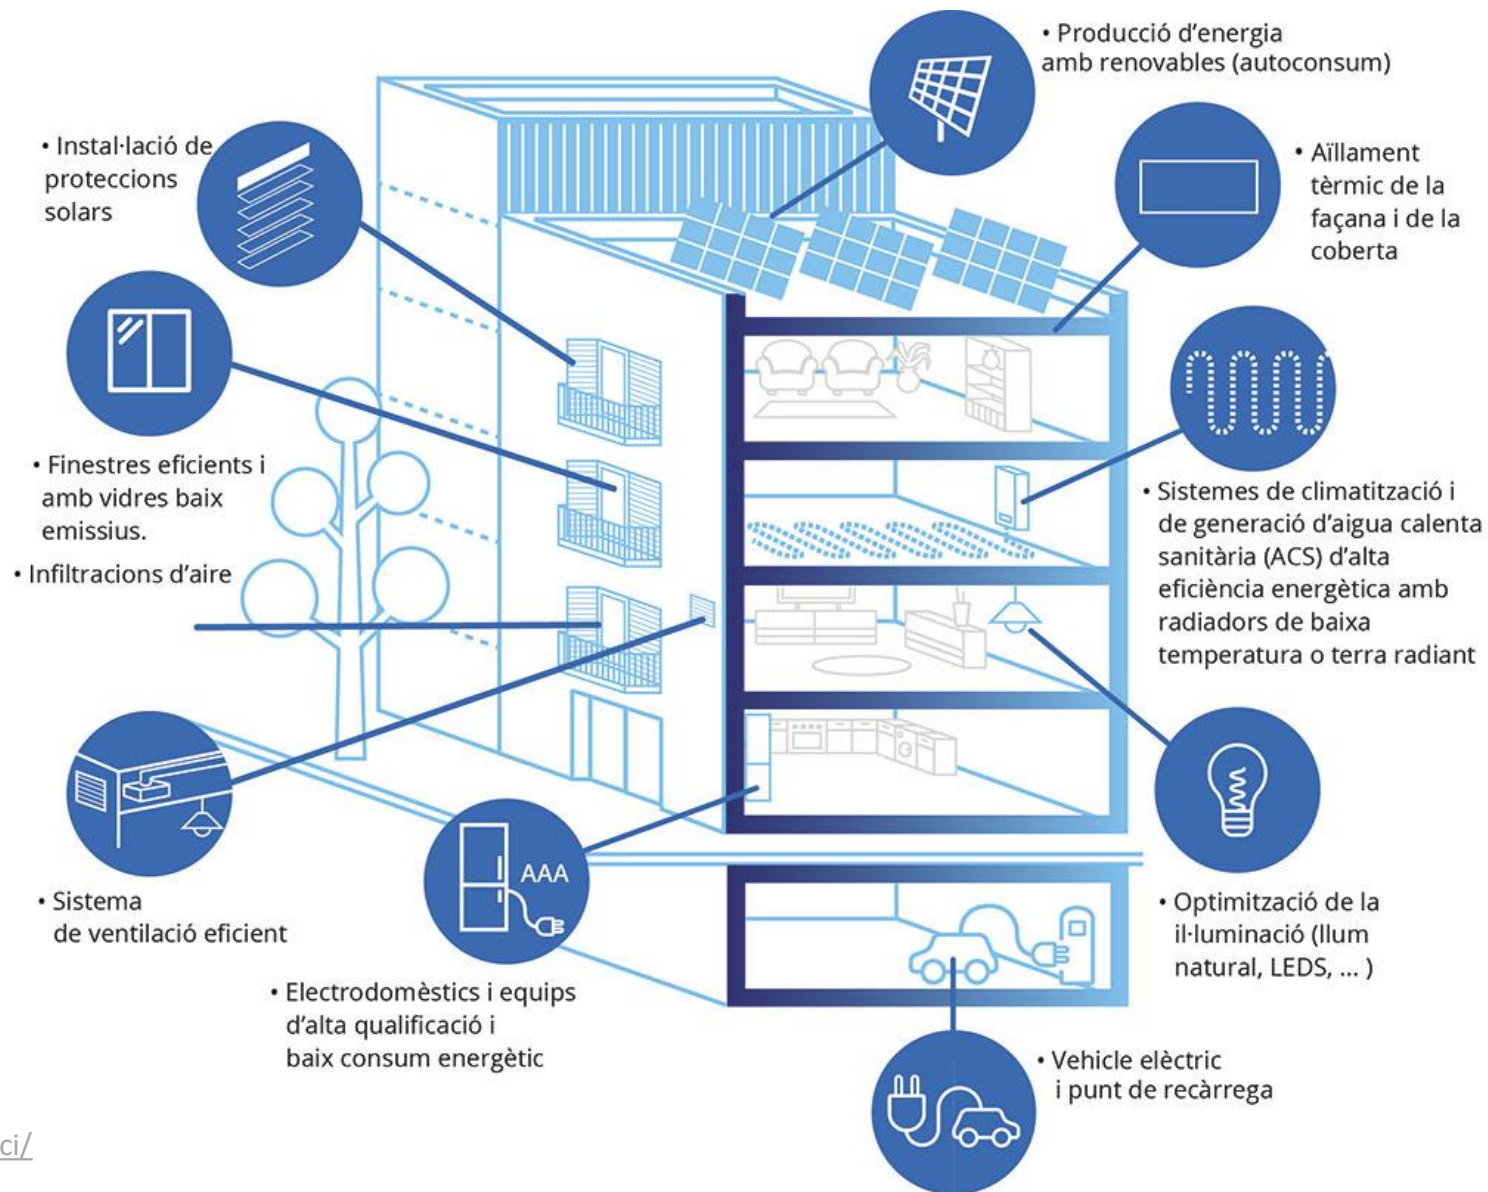 • Producció d'energia
amb renovables (autoconsum)
• Instal·lació de
proteccions
solars
• Aïllament
tèrmic de la
façana i de la
coberta
• Finestres eficients i
amb vidres baix
emissius.
• Infiltracions d'aire
• Sistemes de climatització i
de generació d'aigua calenta
sanitària (ACS) d'alta
eficiència energètica amb
radiadors de baixa
temperatura o terra radiant
• Sistema
de ventilació eficient
AAA
• Electrodomèstics i equips
d'alta qualificació i
baix consum energètic
• Optimització de la
il·luminació (llum
natural, LEDS, ... )
• Vehicle elèctric
i punt de recàrrega
ci/